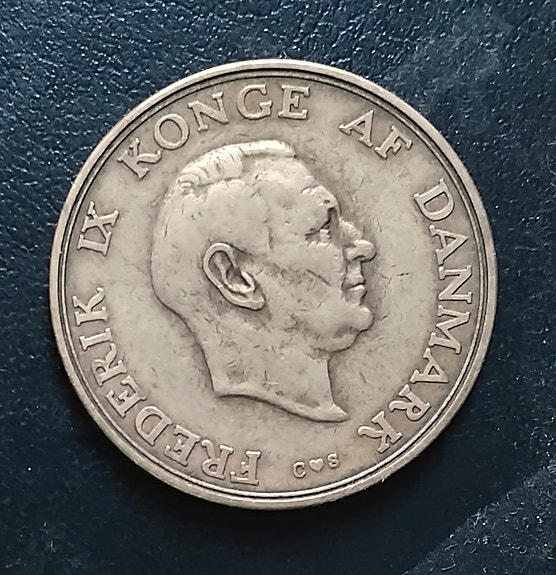 FREDERIK IX KONGE AF DANMARK
C♥S